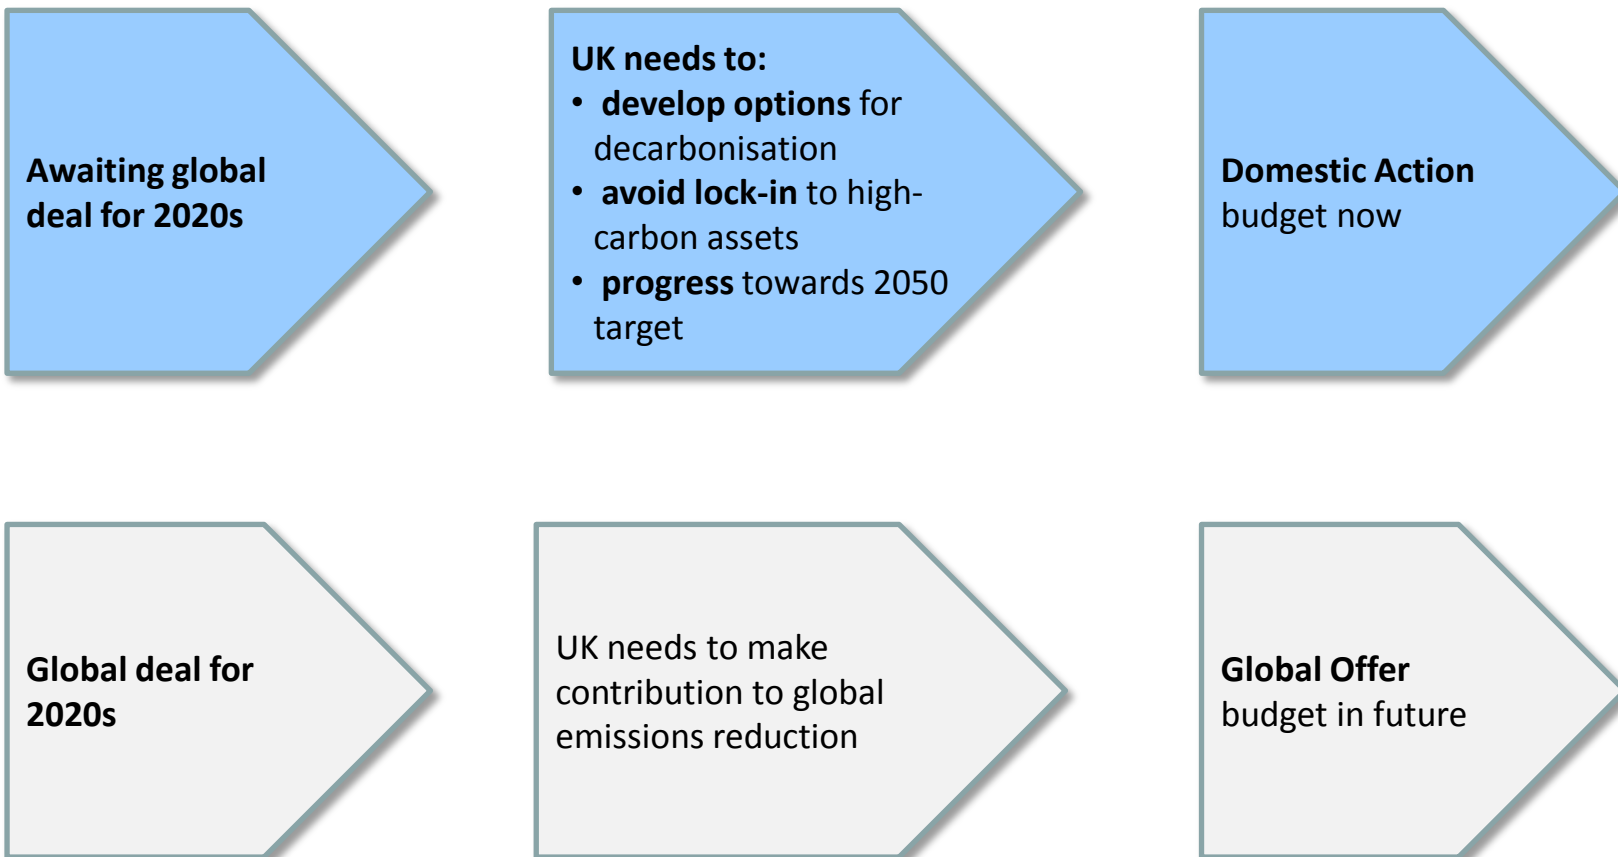 Awaiting global
deal for 2020s
UK needs to:
• develop options for
decarbonisation
• avoid lock-in to high-
carbon assets
• progress towards 2050
target
Domestic Action
budget now
Global deal for
2020s
UK needs to make
contribution to global
emissions reduction
Global Offer
budget in future